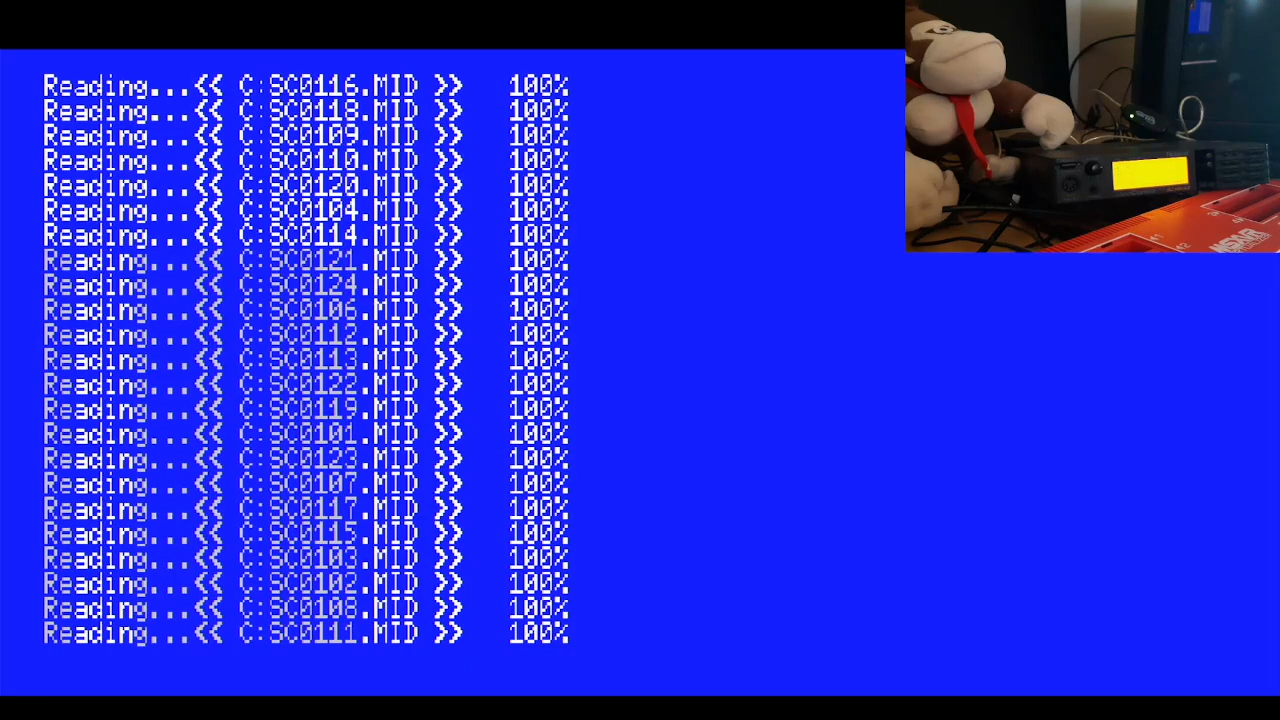 Reading...<< C:SC0116.MID >> 100%
Reading...<< C:SC0118.MID >> 100%
Reading...<< C:SC0109.MID >> 100%
Reading...<< C:SC0110.MID >> 100%
Reading...<< C:SC0120.MID >> 100%
Reading...<< C:SC0104.MID >> 100%
Reading...<< C:SC0114.MID >> 100%
Reading...<< C:SC0121.MID >> 100%
Reading...<< C:SC0124.MID >> 100%
Reading...<< C:SC0106.MID >> 100%
Reading...<< C:SC0112.MID >> 100%
Reading...<< C:SC0113.MID >> 100%
Reading...<< C:SC0122.MID >> 100%
Reading...<< C:SC0119.MID >> 100%
Reading...<< C:SC0101.MID >> 100%
Reading...<< C:SC0123.MID >> 100%
Reading...<< C:SC0107.MID >> 100%
Reading...<< C:SC0117.MID >> 100%
Reading...<< C:SC0115.MID >> 100%
Reading...<< C:SC0103.MID >> 100%
Reading...<< C:SC0102.MID >> 100%
Reading...<< C:SC0108.MID >> 100%
Reading...<< C:SC0111.MID >> 100%
MSXVR